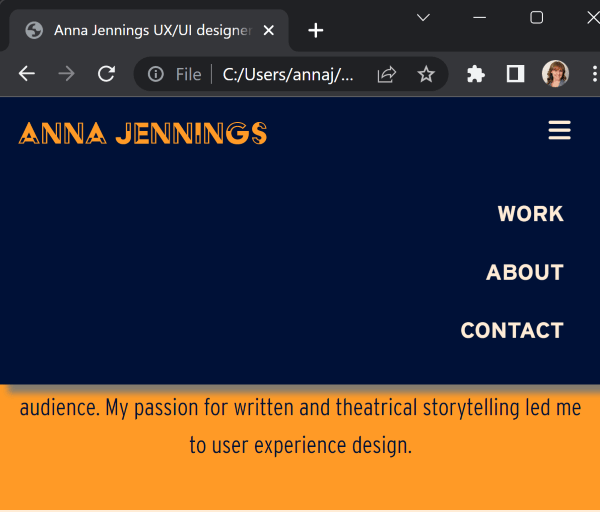 Anna Jennings UX/UI designer
File C:/Users/annaj/...
ANNA JENNINGS
WORK
ABOUT
CONTACT
audience. My passion for written and theatrical storytelling led me
to user experience design.